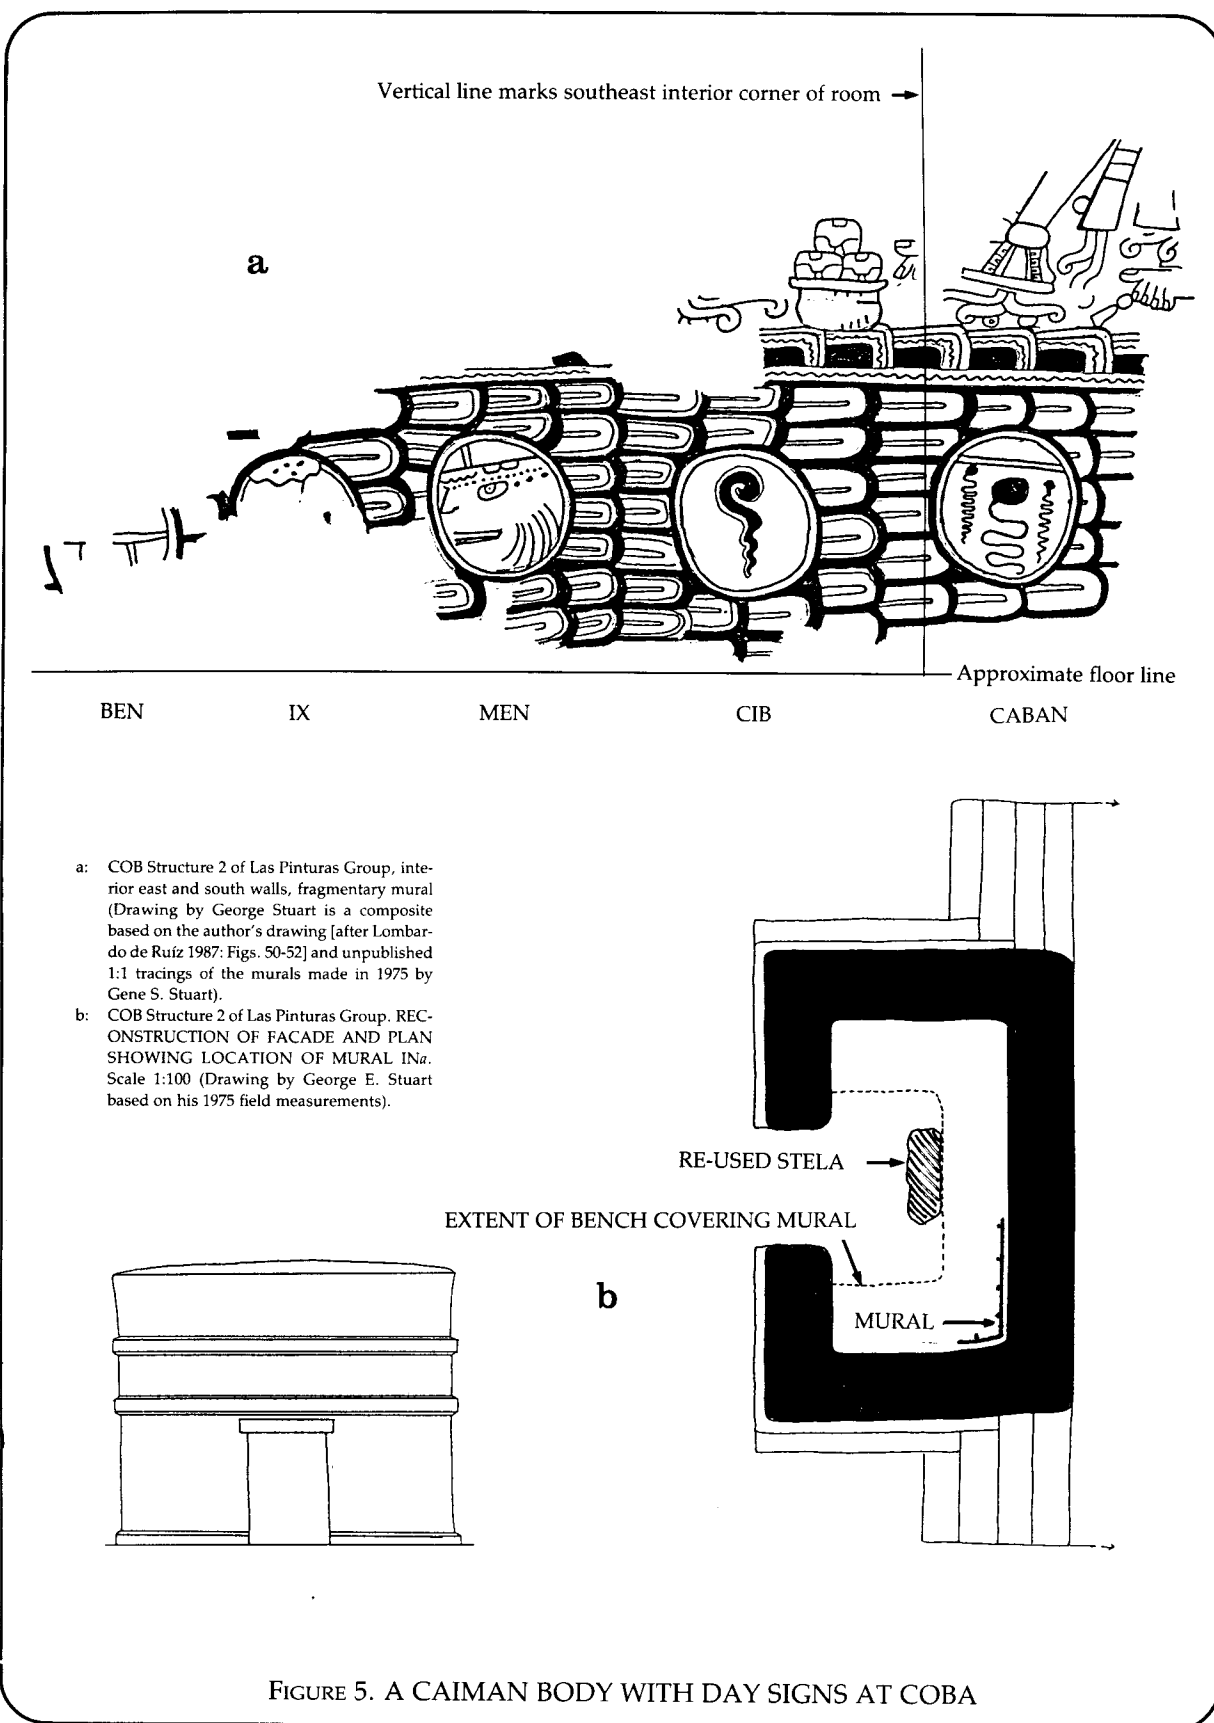 Vertical line marks southeast interior corner of room
a
Approximate floor line
BEN IX MEN CIB CABAN
a: COB Structure 2 of Las Pinturas Group, inte-
rior east and south walls, fragmentary mural
(Drawing by George Stuart is a composite
based on the author's drawing [after Lombar-
do de Ruíz 1987: Figs. 50-52] and unpublished
1:1 tracings of the murals made in 1975 by
Gene S. Stuart).
b: COB Structure 2 of Las Pinturas Group. REC-
ONSTRUCTION OF FACADE AND PLAN
SHOWING LOCATION OF MURAL INa.
Scale 1:100 (Drawing by George E. Stuart
based on his 1975 field measurements).
RE-USED STELA
EXTENT OF BENCH COVERING MURAL
b
MURAL
FIGURE 5. A CAIMAN BODY WITH DAY SIGNS AT COBA